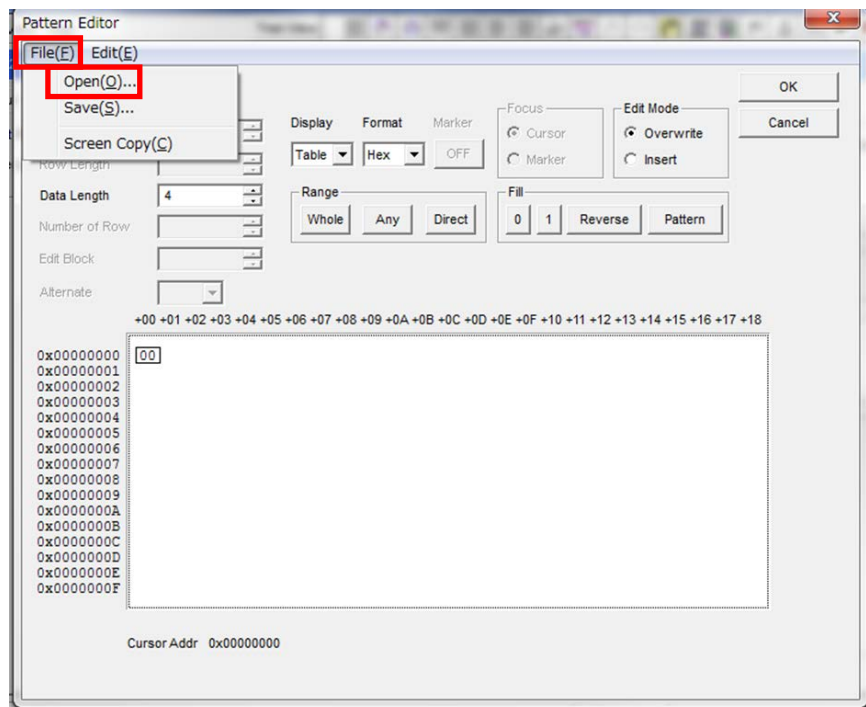 Pattern Editor
File(F) Edit(E)
Open(O)...
Save(S)...
Screen Copy(C)
OK
Cancel
Display Format Marker
Table Hex OFF
Focus
Cursor
Marker
Edit Mode
Overwrite
Insert
Row Length
Data Length 4
Number of Row
Edit Block
Alternate
Range
Whole Any Direct
Fill
0 1 Reverse Pattern
+00 +01 +02 +03 +04 +05 +06 +07 +08 +09 +0A +0B +0C +0D +0E +0F +10 +11 +12 +13 +14 +15 +16 +17 +18
0x00000000 00
0x00000001
0x00000002
0x00000003
0x00000004
0x00000005
0x00000006
0x00000007
0x00000008
0x00000009
0x0000000A
0x0000000B
0x0000000C
0x0000000D
0x0000000E
0x0000000F
Cursor Addr 0x00000000